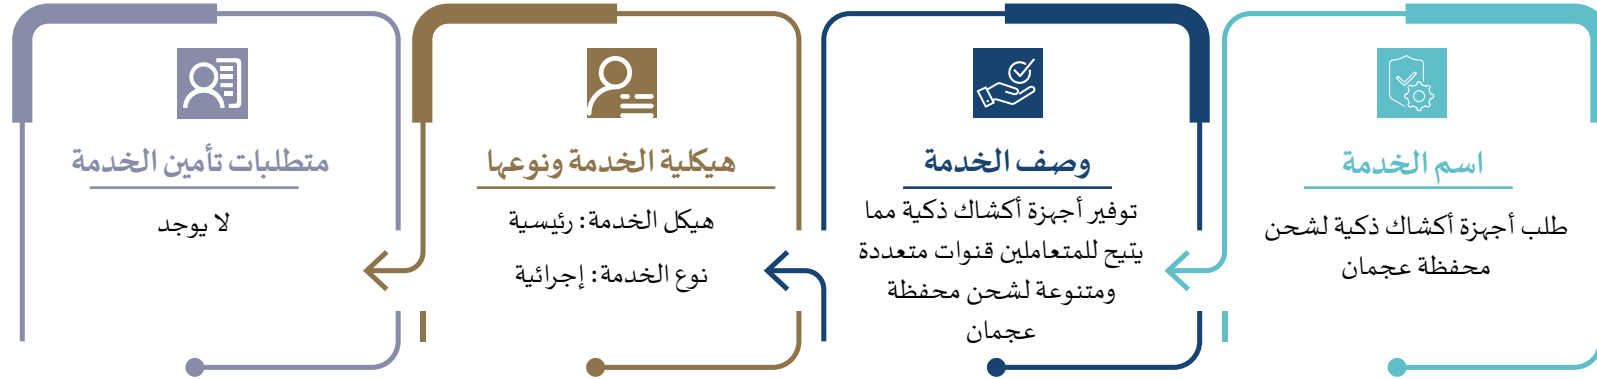 اسم الخدمة
طلب أجهزة أكشاك ذكية لشحن
محفظة عجمان
وصف الخدمة
توفير أجهزة أكشاك ذكية مما
يتيح للمتعاملين قنوات متعددة
ومتنوعة لشحن محفظة
عجمان
هيكلية الخدمة ونوعها
هيكل الخدمة: رئيسية
نوع الخدمة: إجرائية
متطلبات تأمين الخدمة
لا يوجد